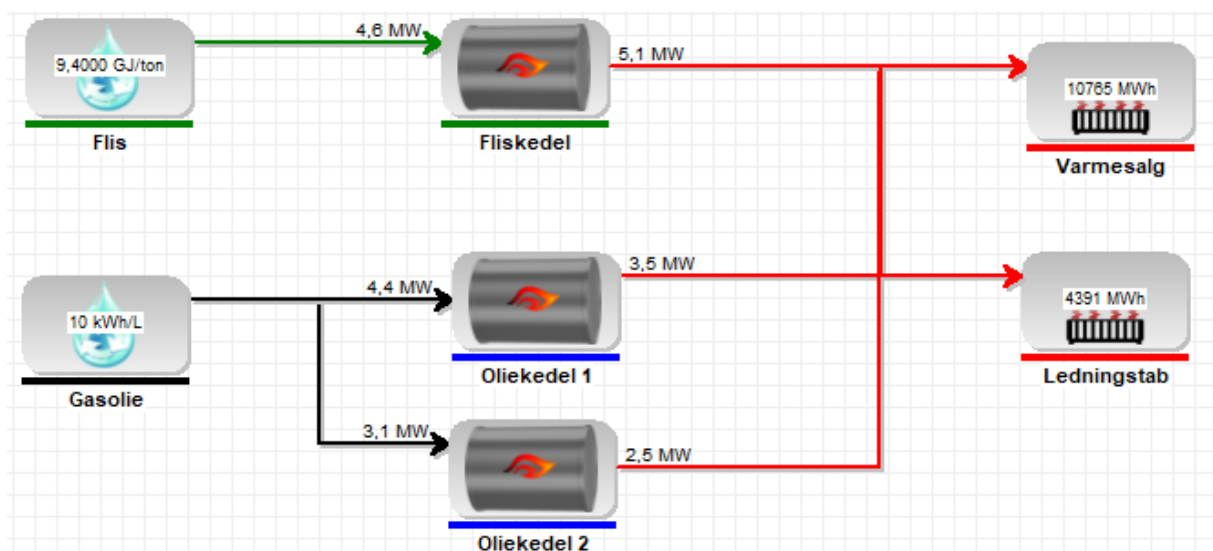 4,6 MW
5,1 MW
9,4000 GJ/ton
10765 MWh
Flis
Fliskedel
Varmesalg
4,4 MW
3,5 MW
10 kWh/L
4391 MWh
Gasolie
Oliekedel 1
Ledningstab
3,1 MW
2,5 MW
Oliekedel 2